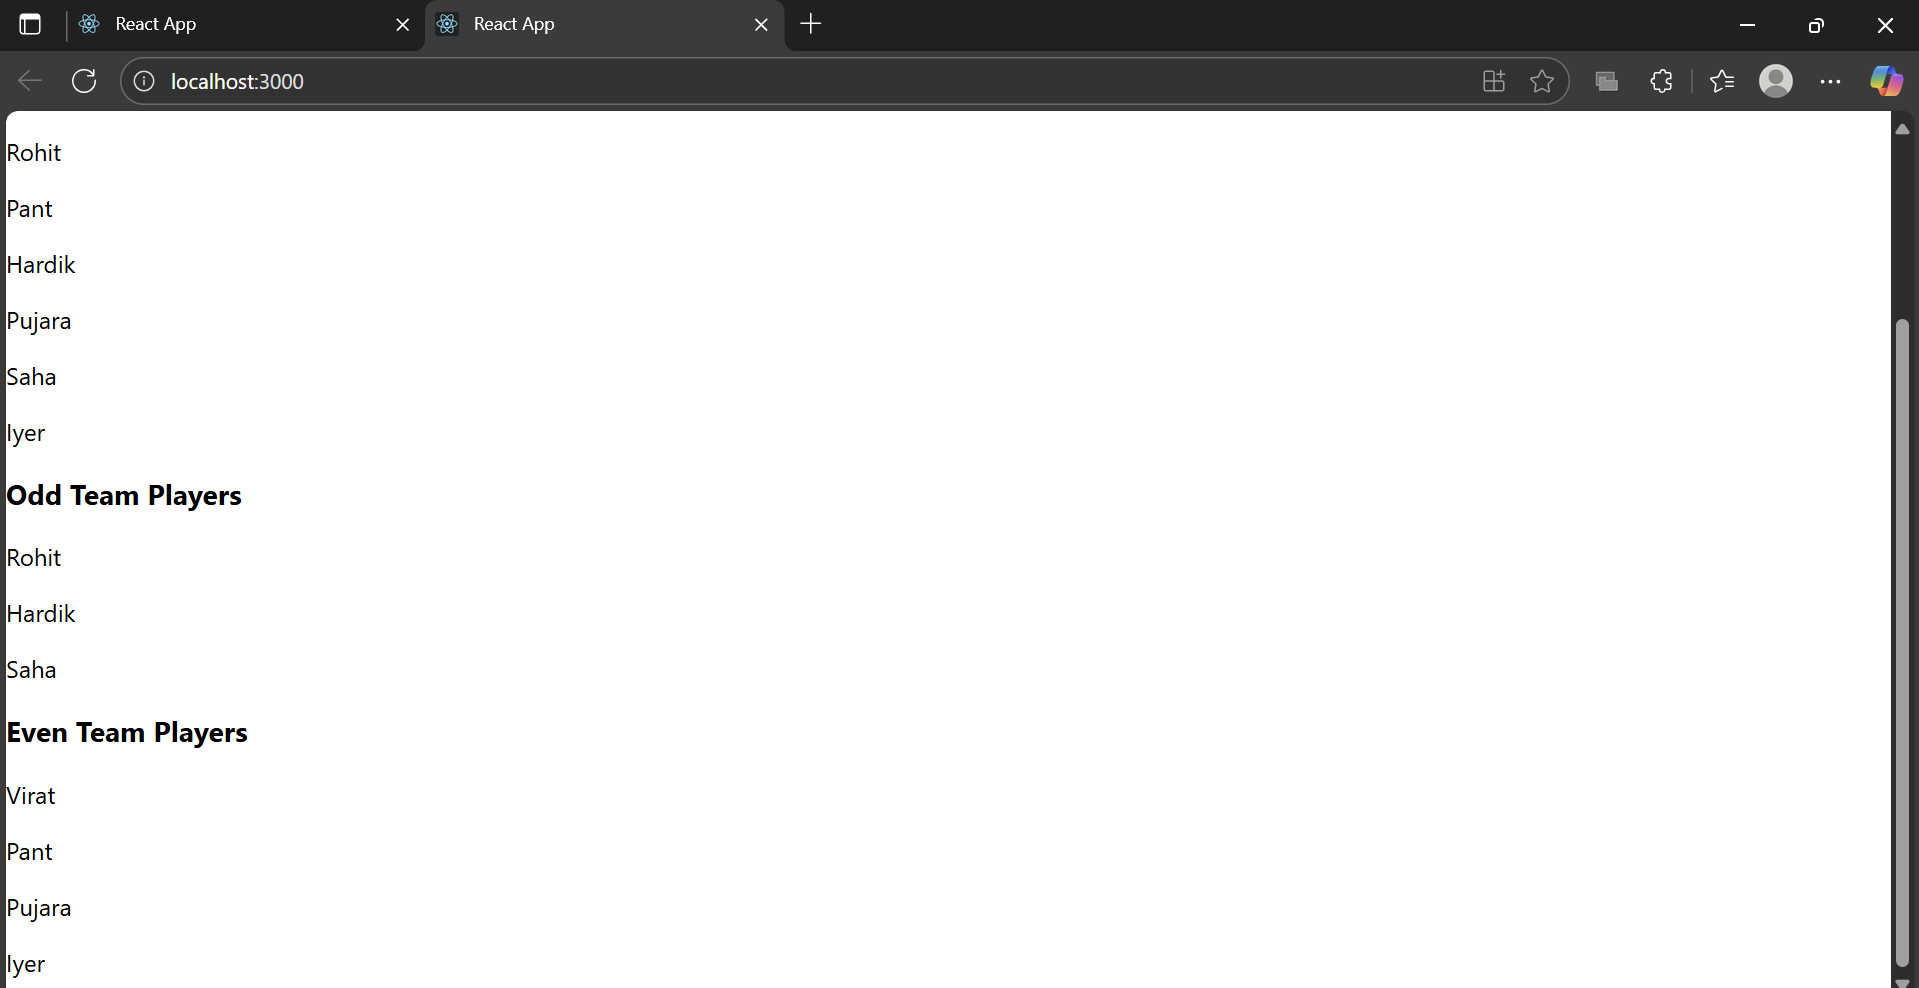 React App
React App
localhost:3000
Rohit
Pant
Hardik
Pujara
Saha
Iyer
Odd Team Players
Rohit
Hardik
Saha
Even Team Players
Virat
Pant
Pujara
Iyer